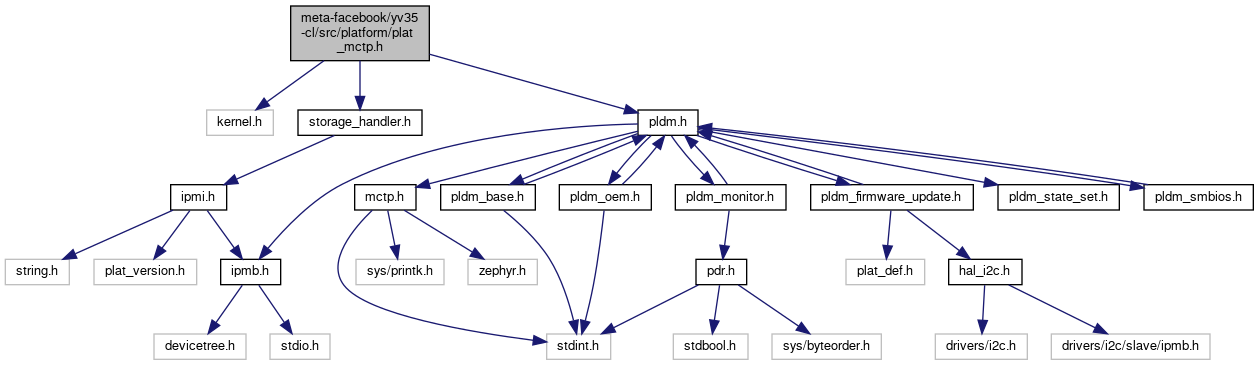 meta-facebook/yv35
-cl/src/platform/plat
_mctp.h
kernel.h
storage_handler.h
pldm.h
ipmi.h
mctp.h
pldm_base.h
pldm_oem.h
pldm_monitor.h
pldm_firmware_update.h
pldm_state_set.h
pldm_smbios.h
string.h
plat_version.h
ipmb.h
sys/printk.h
zephyr.h
pdr.h
plat_def.h
hal_i2c.h
devicetree.h
stdio.h
stdint.h
stdbool.h
sys/byteorder.h
drivers/i2c.h
drivers/i2c/slave/ipmb.h